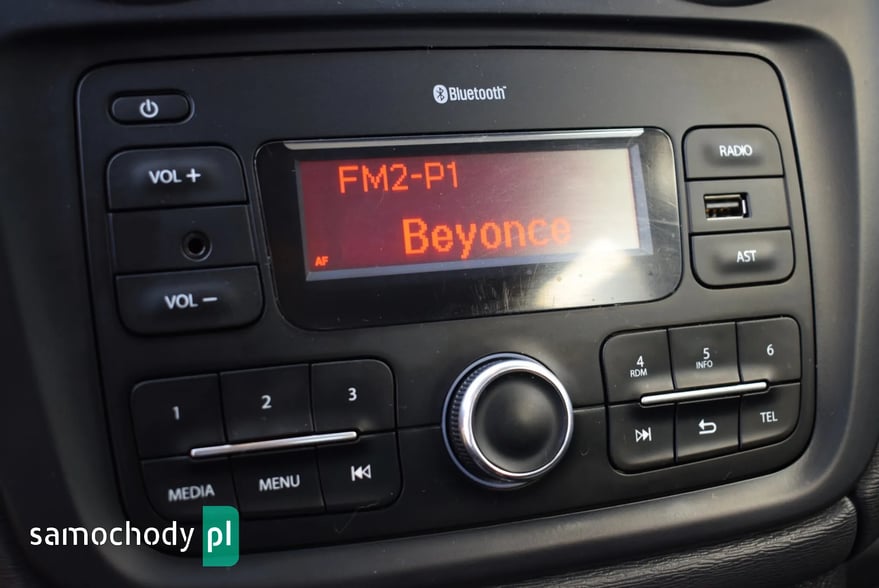 Bluetooth
VOL +
VOL −
FM2-P1
Beyonce
AF
RADIO
AST
1
2
3
MEDIA
MENU
4
RDM
5
INFO
6
TEL
samochody pl